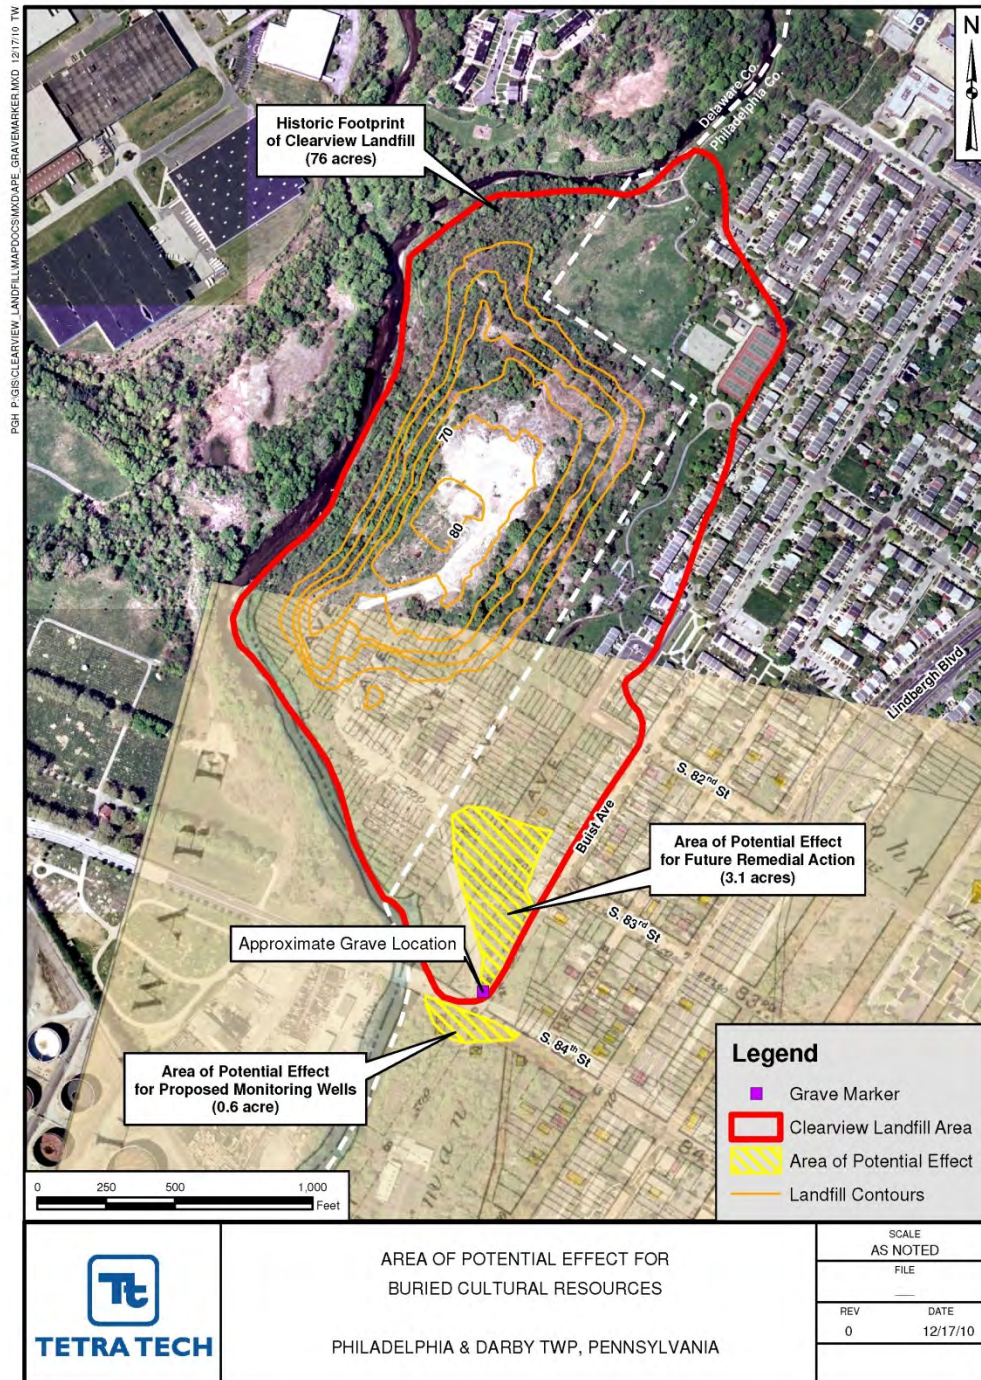 PGH P:\GIS\CLEARVIEW_LANDFILL\MAPDOCS\MXD\APE_GRAVEMARKER.MXD 12/17/10 TW
N
Delaware Co.
Philadelphia Co.
Historic Footprint
of Clearview Landfill
(76 acres)
70
80
Lindbergh Blvd
S. 82nd St
Buist Ave
Area of Potential Effect
for Future Remedial Action
(3.1 acres)
S. 83rd St
Approximate Grave Location
S. 84th St
Area of Potential Effect
for Proposed Monitoring Wells
(0.6 acre)
Legend
Grave Marker
Clearview Landfill Area
Area of Potential Effect
Landfill Contours
0 250 500 1,000
Feet
Tt
TETRA TECH
AREA OF POTENTIAL EFFECT FOR
BURIED CULTURAL RESOURCES
PHILADELPHIA & DARBY TWP, PENNSYLVANIA
SCALE
AS NOTED
FILE
REV DATE
0 12/17/10